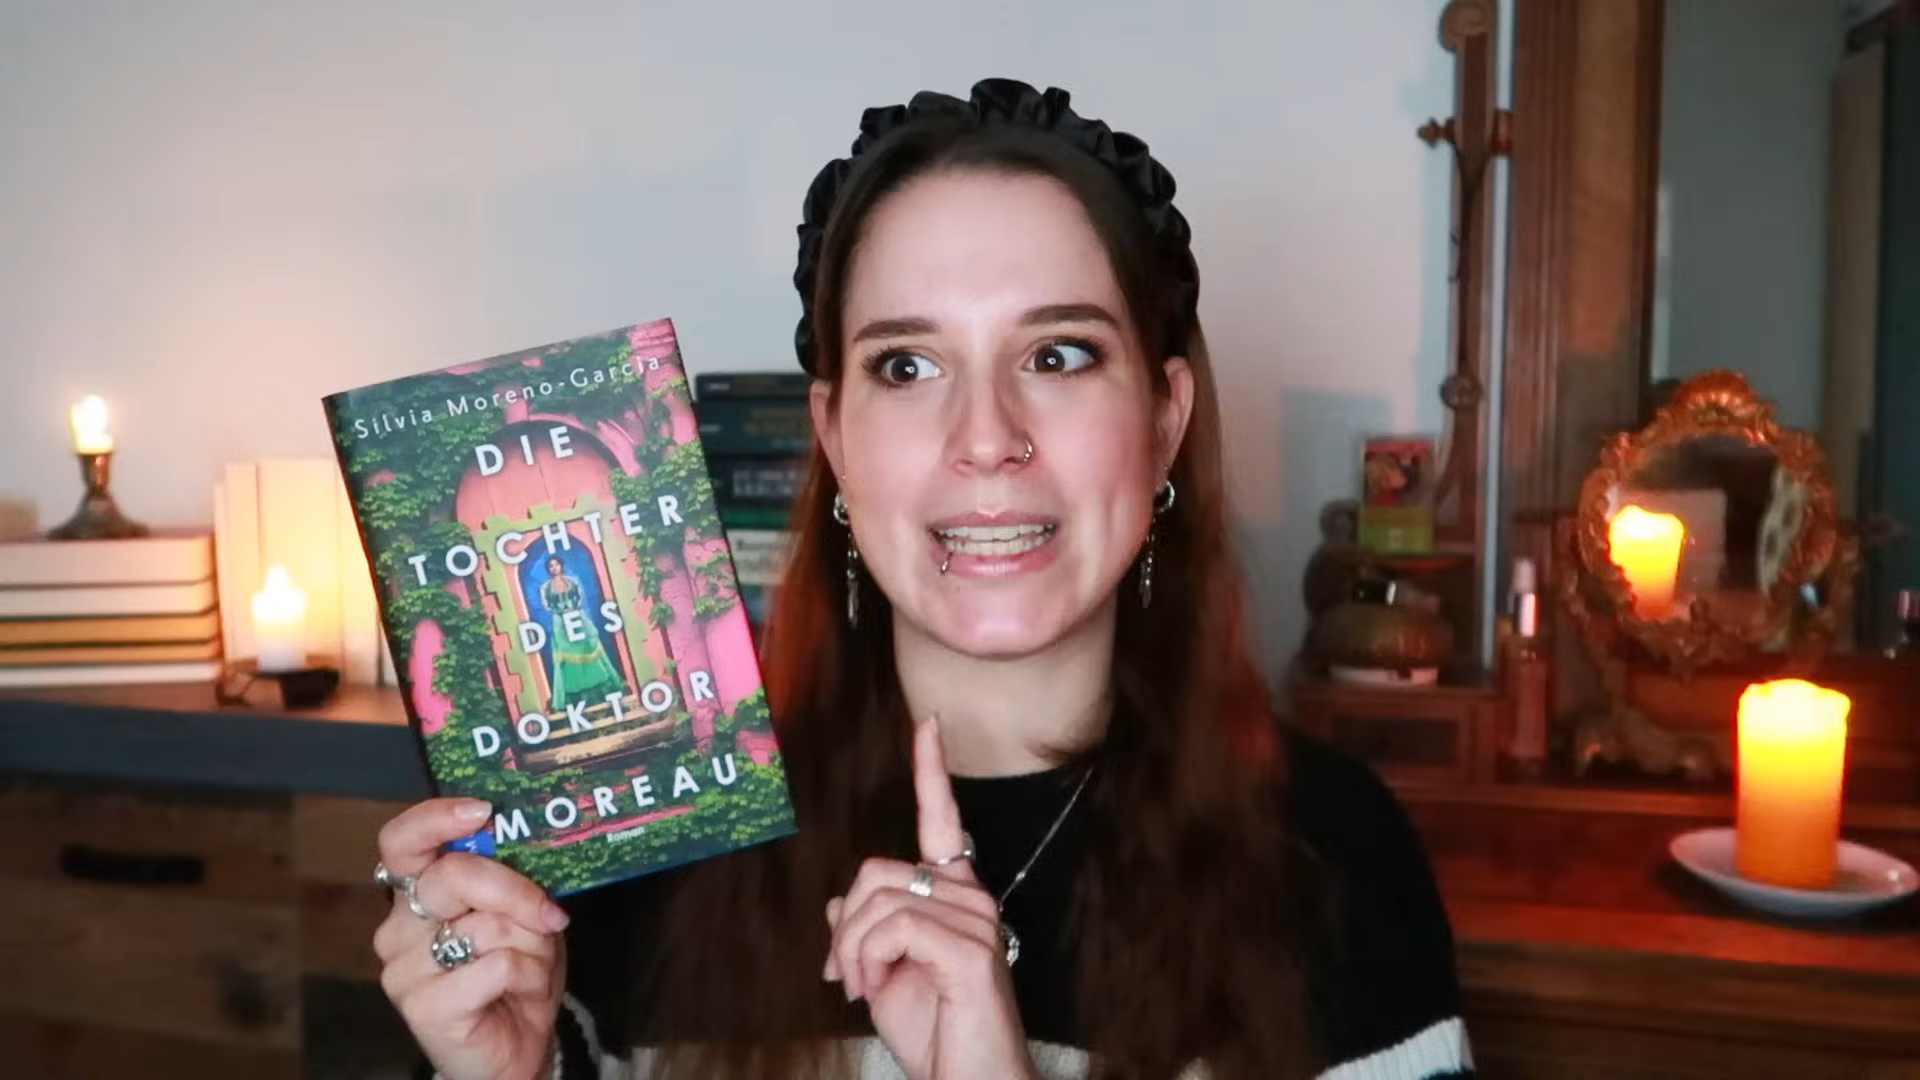 Silvia Moreno-Garcia
DIE
TOCHTER
DES
DOKTOR
MOREAU
Roman